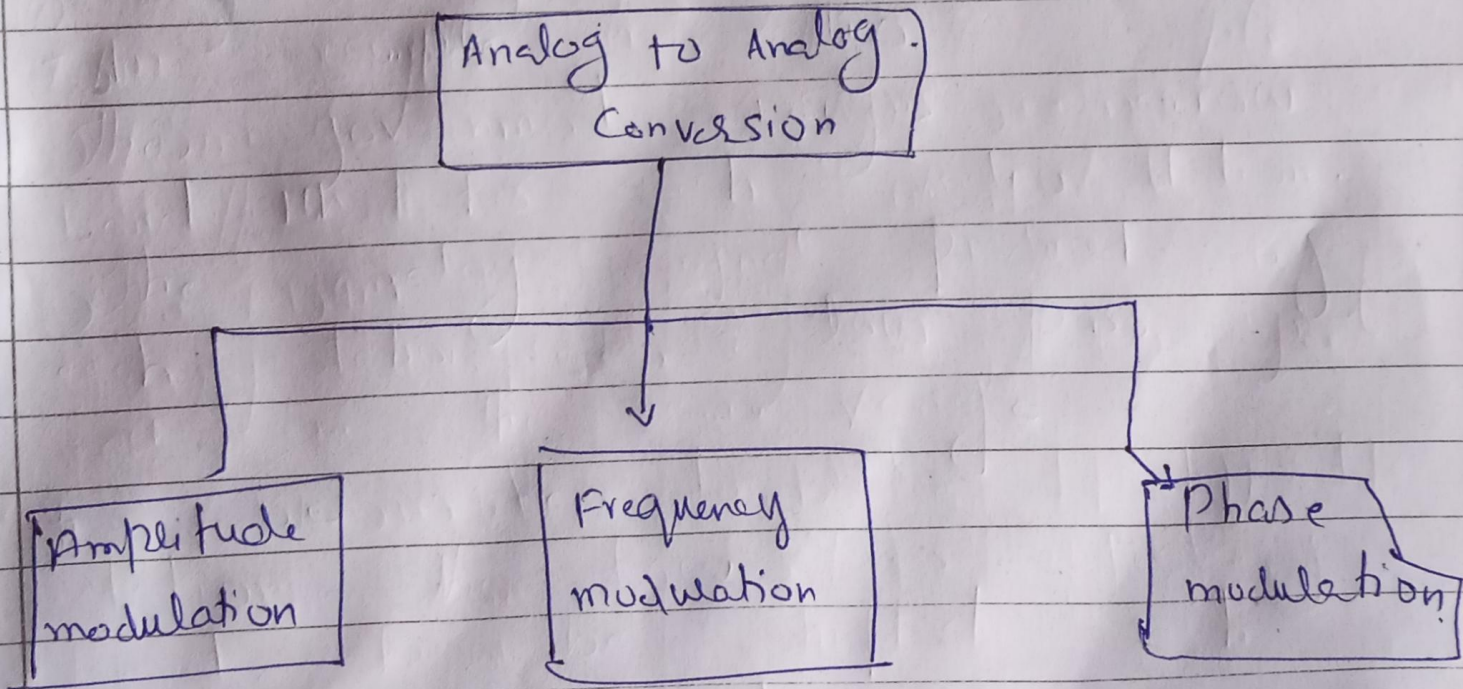 Analog to Analog.
Conversion
Amplitude
modulation
Frequency
modulation
Phase
modulation